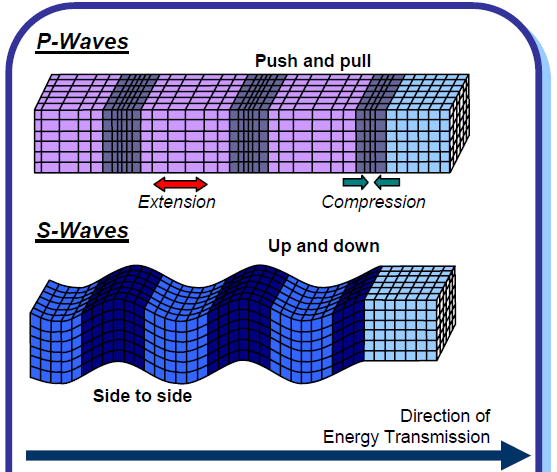 P-Waves
Push and pull
Extension
Compression
S-Waves
Up and down
Side to side
Direction of
Energy Transmission